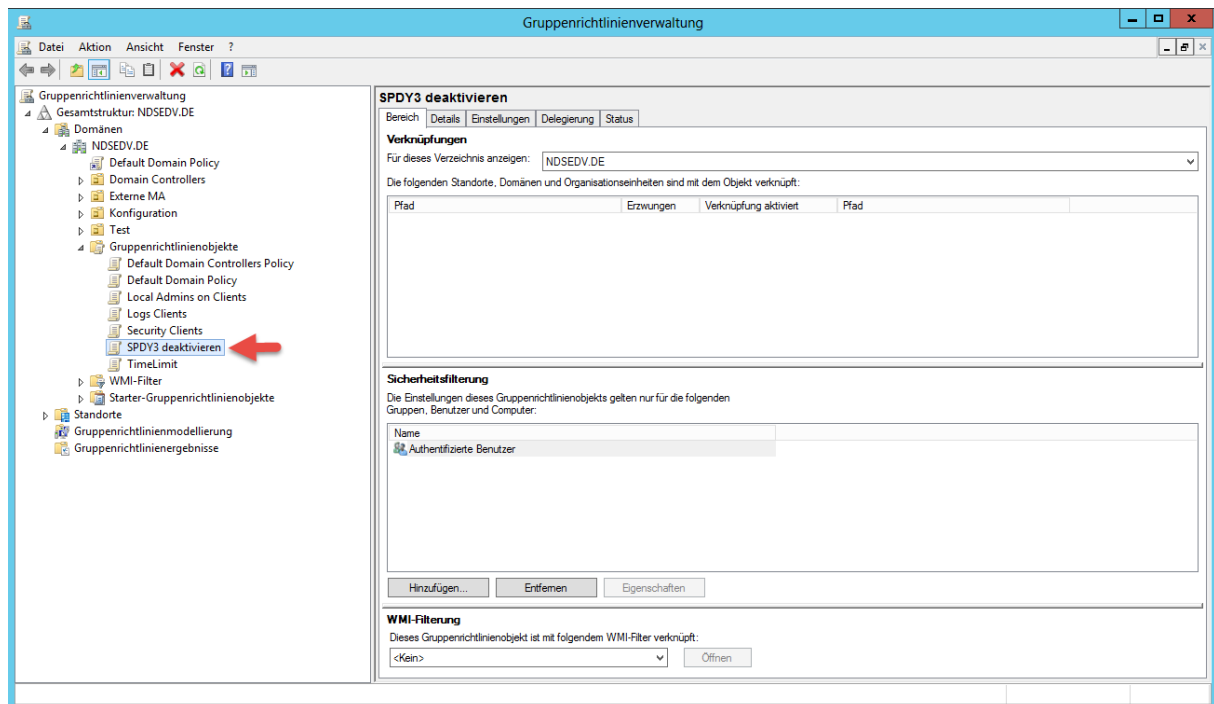 Gruppenrichtlinienverwaltung
Datei Aktion Ansicht Fenster ?
Gruppenrichtlinienverwaltung
Gesamtstruktur: NDSEDV.DE
Domänen
NDSEDV.DE
Default Domain Policy
Domain Controllers
Externe MA
Konfiguration
Test
Gruppenrichtlinienobjekte
Default Domain Controllers Policy
Default Domain Policy
Local Admins on Clients
Logs Clients
Security Clients
SPDY3 deaktivieren
TimeLimit
WMI-Filter
Starter-Gruppenrichtlinienobjekte
Standorte
Gruppenrichtlinienmodellierung
Gruppenrichtlinienergebnisse
SPDY3 deaktivieren
Bereich Details Einstellungen Delegierung Status
Verknüpfungen
Für dieses Verzeichnis anzeigen: NDSEDV.DE
Die folgenden Standorte, Domänen und Organisationseinheiten sind mit dem Objekt verknüpft:
Pfad Erzwungen Verknüpfung aktiviert Pfad
Sicherheitsfilterung
Die Einstellungen dieses Gruppenrichtlinienobjekts gelten nur für die folgenden
Gruppen, Benutzer und Computer:
Name
Authentifizierte Benutzer
Hinzufügen... Entfernen Eigenschaften
WMI-Filterung
Dieses Gruppenrichtlinienobjekt ist mit folgendem WMI-Filter verknüpft:
<Kein> Öffnen